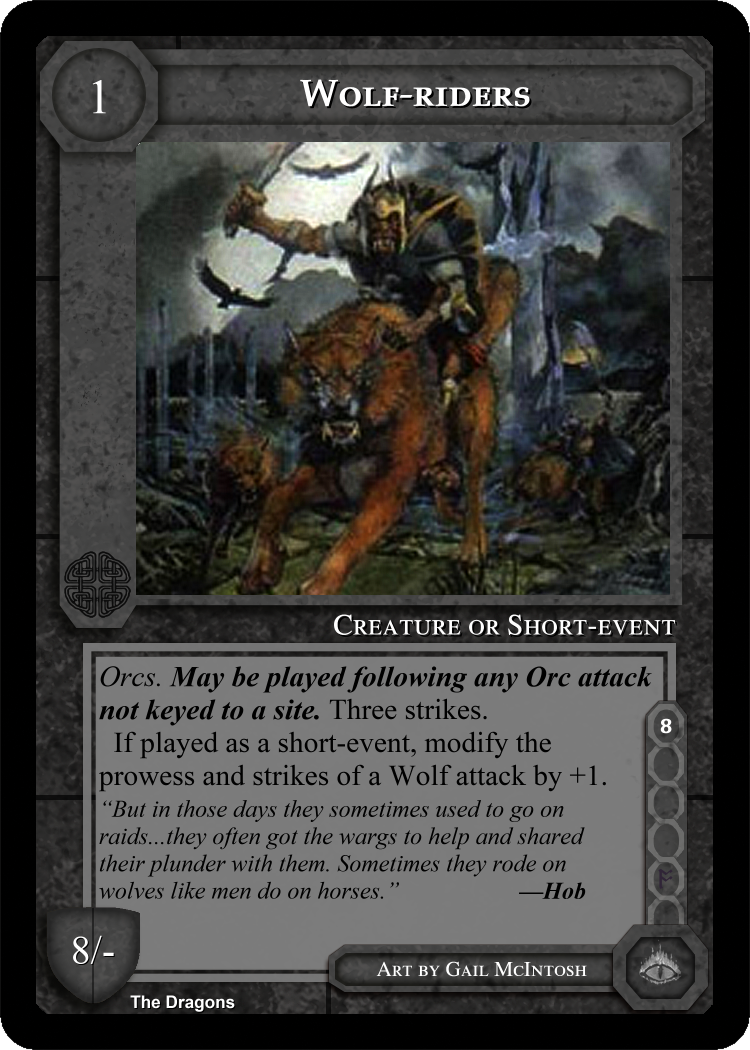 1
Wolf-riders
Creature or Short-event
Orcs. May be played following any Orc attack
not keyed to a site. Three strikes.
If played as a short-event, modify the
prowess and strikes of a Wolf attack by +1.
“But in those days they sometimes used to go on
raids...they often got the wargs to help and shared
their plunder with them. Sometimes they rode on
wolves like men do on horses.” —Hob
8
8/-
Art by Gail McIntosh
The Dragons